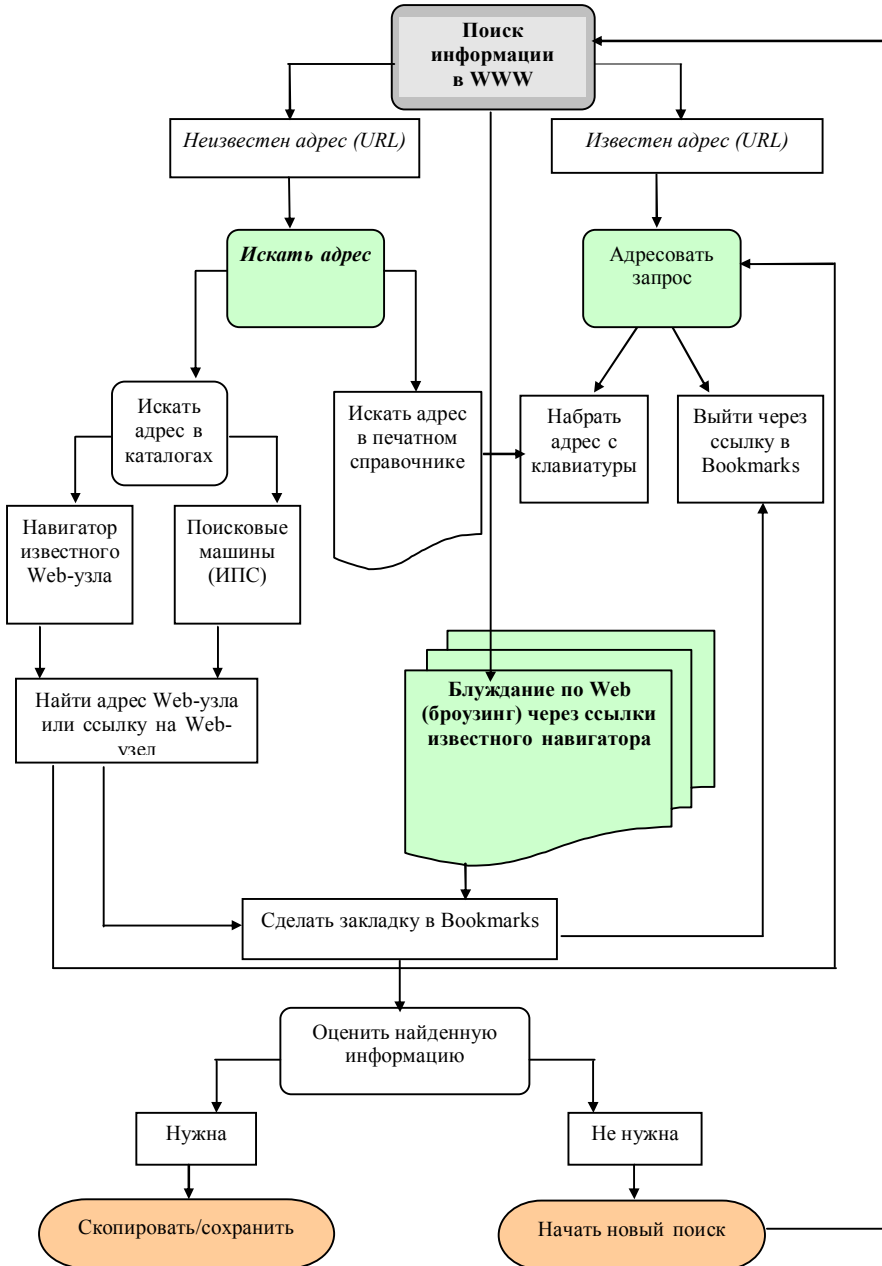 Поиск
информации
в WWW
Неизвестен адрес (URL)
Известен адрес (URL)
Искать адрес
Адресовать
запрос
Искать
адрес в
каталогах
Искать адрес
в печатном
справочнике
Набрать
адрес с
клавиатуры
Выйти через
ссылку в
Bookmarks
Навигатор
известного
Web-узла
Поисковые
машины
(ИПС)
Найти адрес Web-узла
или ссылку на Web-
узел
Блуждание по Web
(броузинг) через ссылки
известного навигатора
Сделать закладку в Bookmarks
Оценить найденную
информацию
Нужна
Не нужна
Скопировать/сохранить
Начать новый поиск